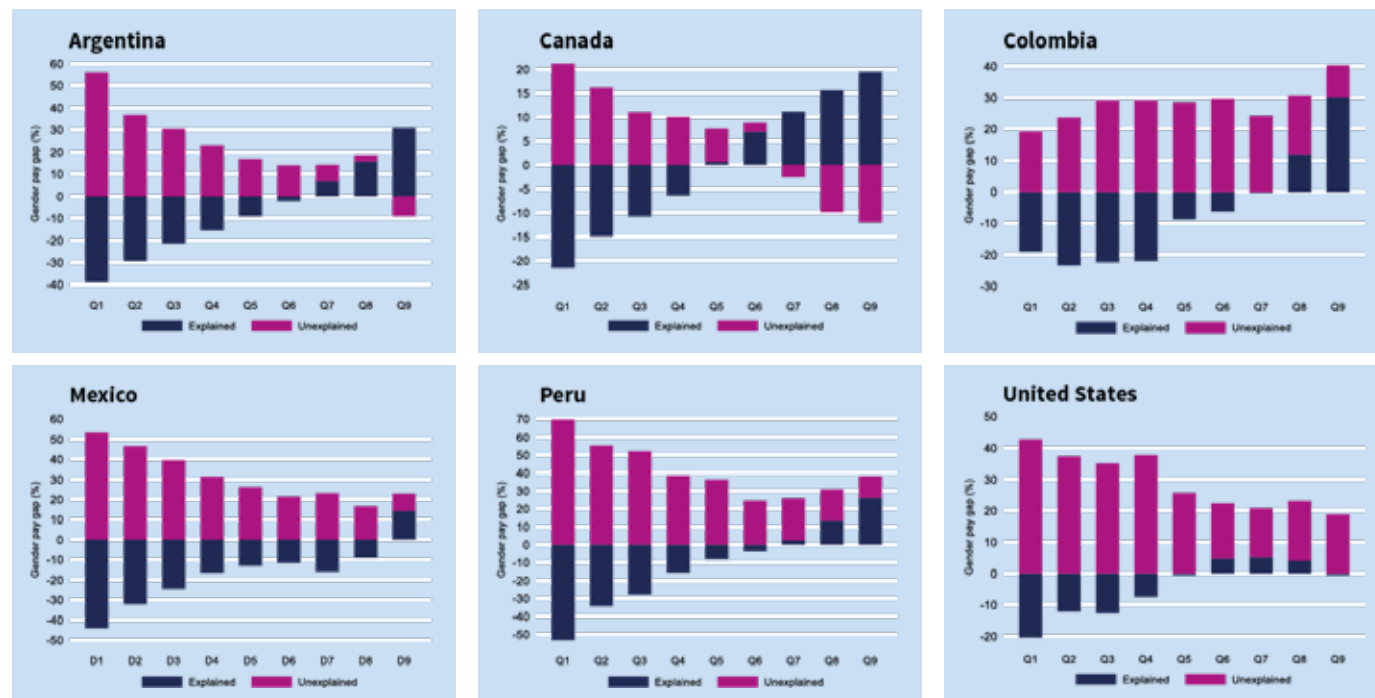 Argentina
Gender pay gap (%)
60
50
40
30
20
10
0
-10
-20
-30
-40
Q1 Q2 Q3 Q4 Q5 Q6 Q7 Q8 Q9
Explained Unexplained
Canada
Gender pay gap (%)
20
15
10
5
0
-5
-10
-15
-20
-25
Q1 Q2 Q3 Q4 Q5 Q6 Q7 Q8 Q9
Explained Unexplained
Colombia
Gender pay gap (%)
40
30
20
10
0
-10
-20
-30
Q1 Q2 Q3 Q4 Q5 Q6 Q7 Q8 Q9
Explained Unexplained
Mexico
Gender pay gap (%)
60
50
40
30
20
10
0
-10
-20
-30
-40
-50
D1 D2 D3 D4 D5 D6 D7 D8 D9
Explained Unexplained
Peru
Gender pay gap (%)
70
60
50
40
30
20
10
0
-10
-20
-30
-40
-50
Q1 Q2 Q3 Q4 Q5 Q6 Q7 Q8 Q9
Explained Unexplained
United States
Gender pay gap (%)
50
40
30
20
10
0
-10
-20
Q1 Q2 Q3 Q4 Q5 Q6 Q7 Q8 Q9
Explained Unexplained